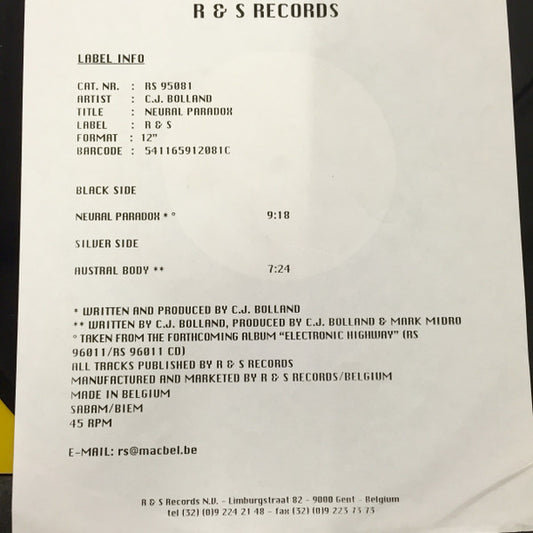 R & S RECORDS
LABEL INFO
CAT. NR. : RS 95081
ARTIST : C.J. BOLLAND
TITLE : NEURAL PARADOX
LABEL : R & S
FORMAT : 12"
BARCODE : 541165912081C
BLACK SIDE
NEURAL PARADOX * ° 9:18
SILVER SIDE
AUSTRAL BODY ** 7:24
* WRITTEN AND PRODUCED BY C.J. BOLLAND
** WRITTEN BY C.J. BOLLAND, PRODUCED BY C.J. BOLLAND & MARK MIDRO
° TAKEN FROM THE FORTHCOMING ALBUM "ELECTRONIC HIGHWAY" (RS
96011/RS 96011 CD)
ALL TRACKS PUBLISHED BY R & S RECORDS
MANUFACTURED AND MARKETED BY R & S RECORDS/BELGIUM
MADE IN BELGIUM
SABAM/BIEM
45 RPM
E-MAIL: rs@macbel.be
R & S Records N.V. - Limburgstraat 82 - 9000 Gent - Belgium
tel (32) (0)9 224 21 48 - fax (32) (0)9 223 73 73